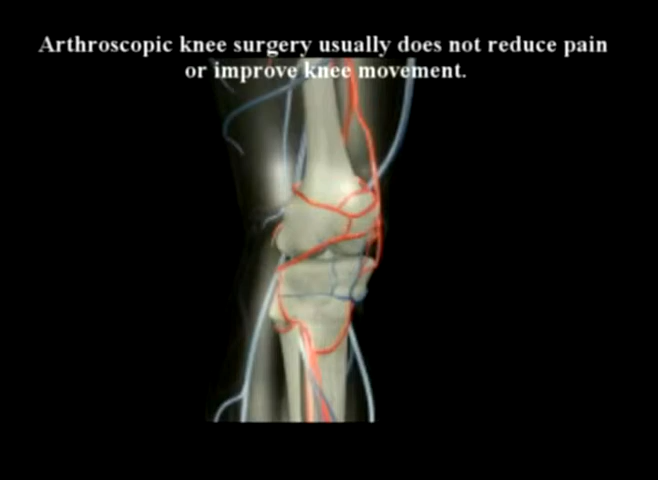 Arthroscopic knee surgery usually does not reduce pain
or improve knee movement.